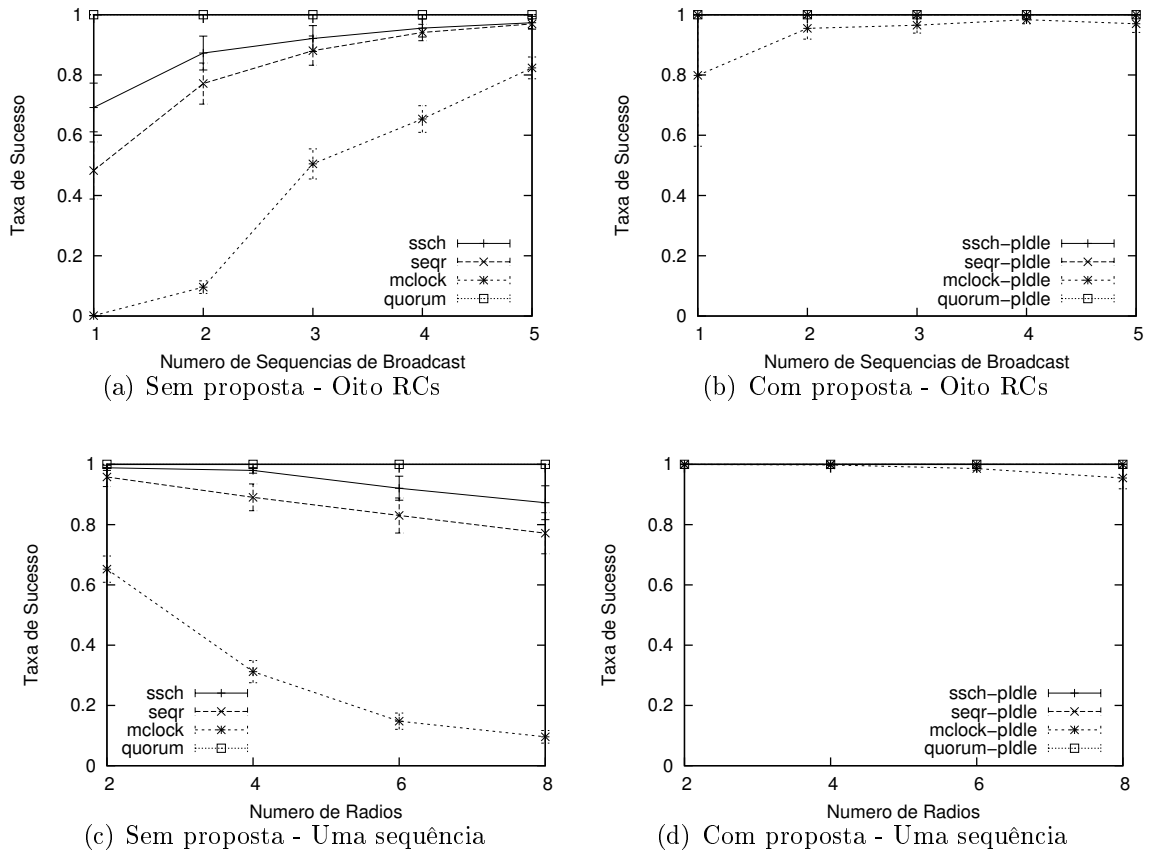 1
0.8
0.6
0.4
0.2
0
Taxa de Sucesso
ssch
seqr
mclock
quorum
1 2 3 4 5
Numero de Sequencias de Broadcast
(a) Sem proposta - Oito RCs
1
0.8
0.6
0.4
0.2
0
Taxa de Sucesso
ssch-pIdle
seqr-pIdle
mclock-pIdle
quorum-pIdle
1 2 3 4 5
Numero de Sequencias de Broadcast
(b) Com proposta - Oito RCs
1
0.8
0.6
0.4
0.2
0
Taxa de Sucesso
ssch
seqr
mclock
quorum
2 4 6 8
Numero de Radios
(c) Sem proposta - Uma sequência
1
0.8
0.6
0.4
0.2
0
Taxa de Sucesso
ssch-pIdle
seqr-pIdle
mclock-pIdle
quorum-pIdle
2 4 6 8
Numero de Radios
(d) Com proposta - Uma sequência